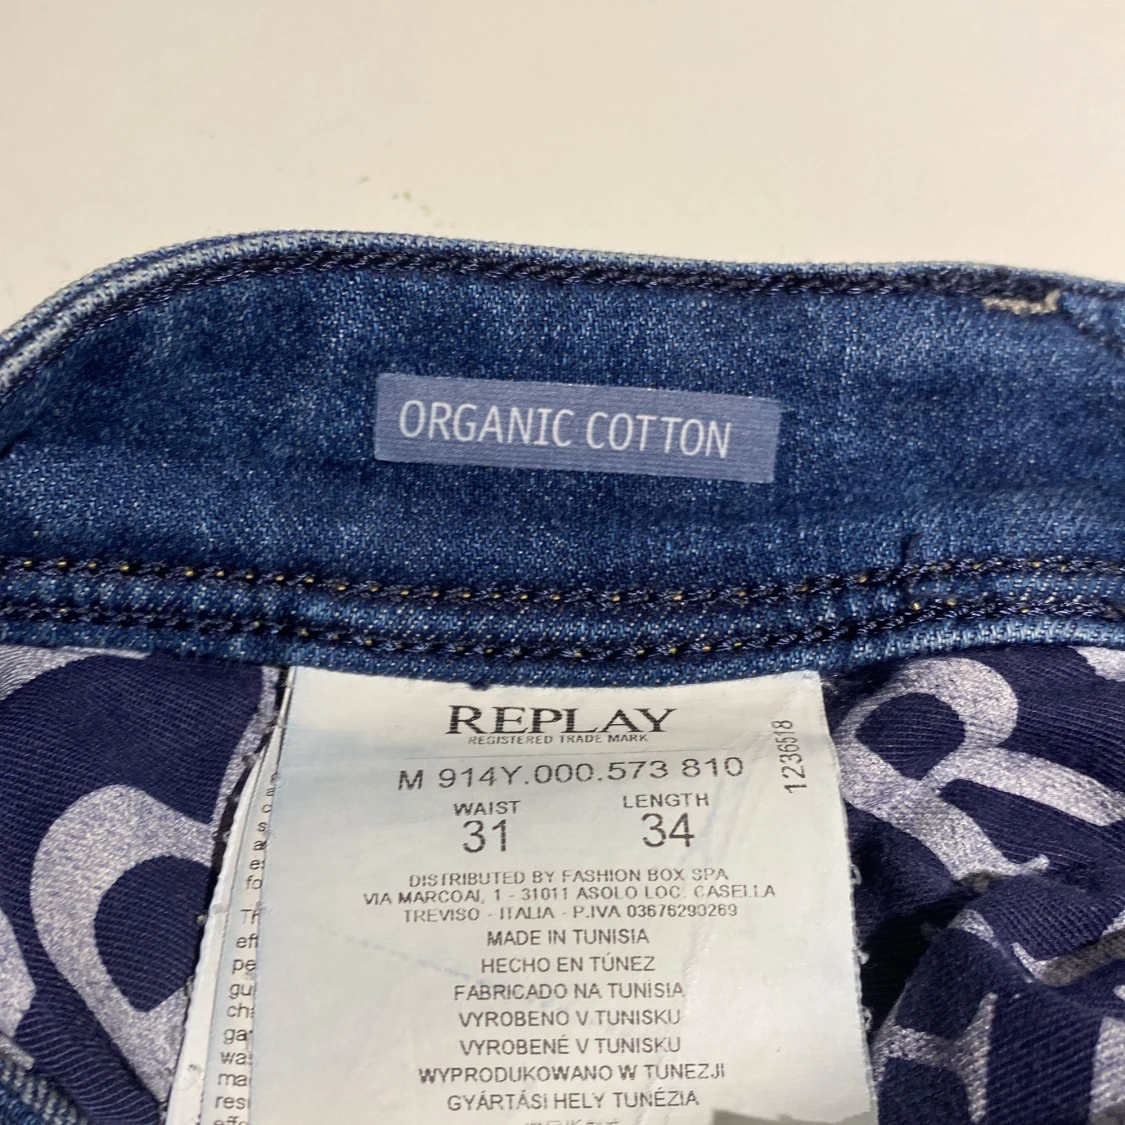 ORGANIC COTTON
REPLAY
REGISTERED TRADE MARK
1236518
M 914Y.000.573 810
WAIST LENGTH
31 34
DISTRIBUTED BY FASHION BOX SPA
VIA MARCOAI, 1 - 31011 ASOLO LOC. CASELLA
TREVISO - ITALIA - P.IVA 03676290269
MADE IN TUNISIA
HECHO EN TÚNEZ
FABRICADO NA TUNISIA
VYROBENO V TUNISKU
VYROBENÉ V TUNISKU
WYPRODUKOWANO W TUNEZJI
GYÁRTÁSI HELY TUNÉZIA